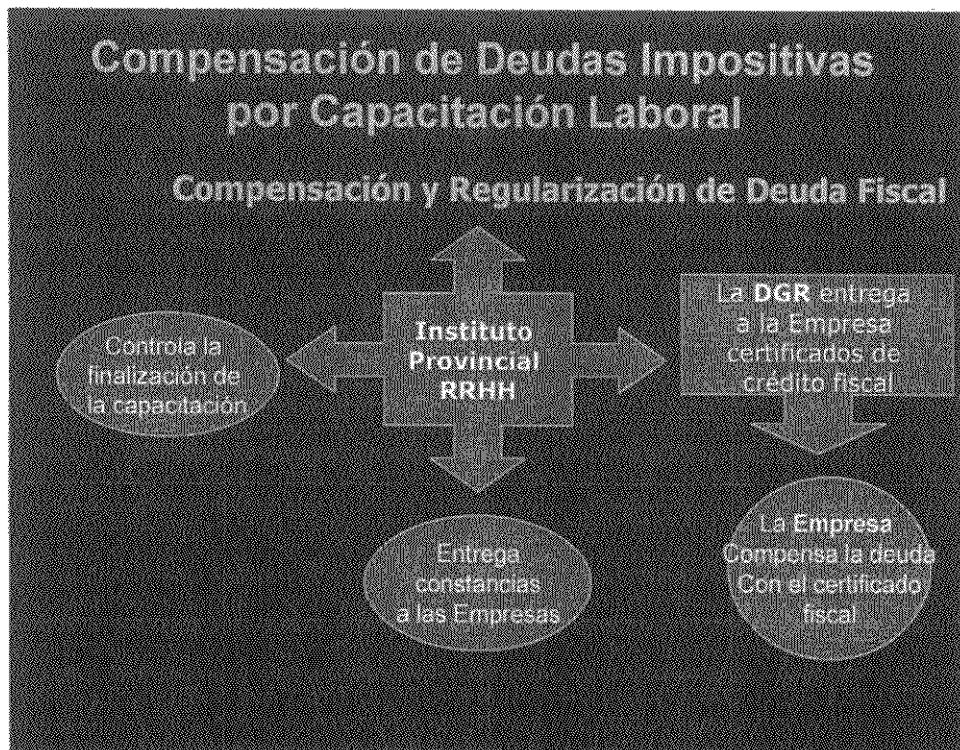 Compensación de Deudas Impositivas
por Capacitación Laboral
Compensación y Regularización de Deuda Fiscal
Controla la
finalización de
la capacitación
Instituto
Provincial
RRHH
La DGR entrega
a la Empresa
certificados de
crédito fiscal
Entrega
constancias
a las Empresas
La Empresa
Compensa la deuda
Con el certificado
fiscal